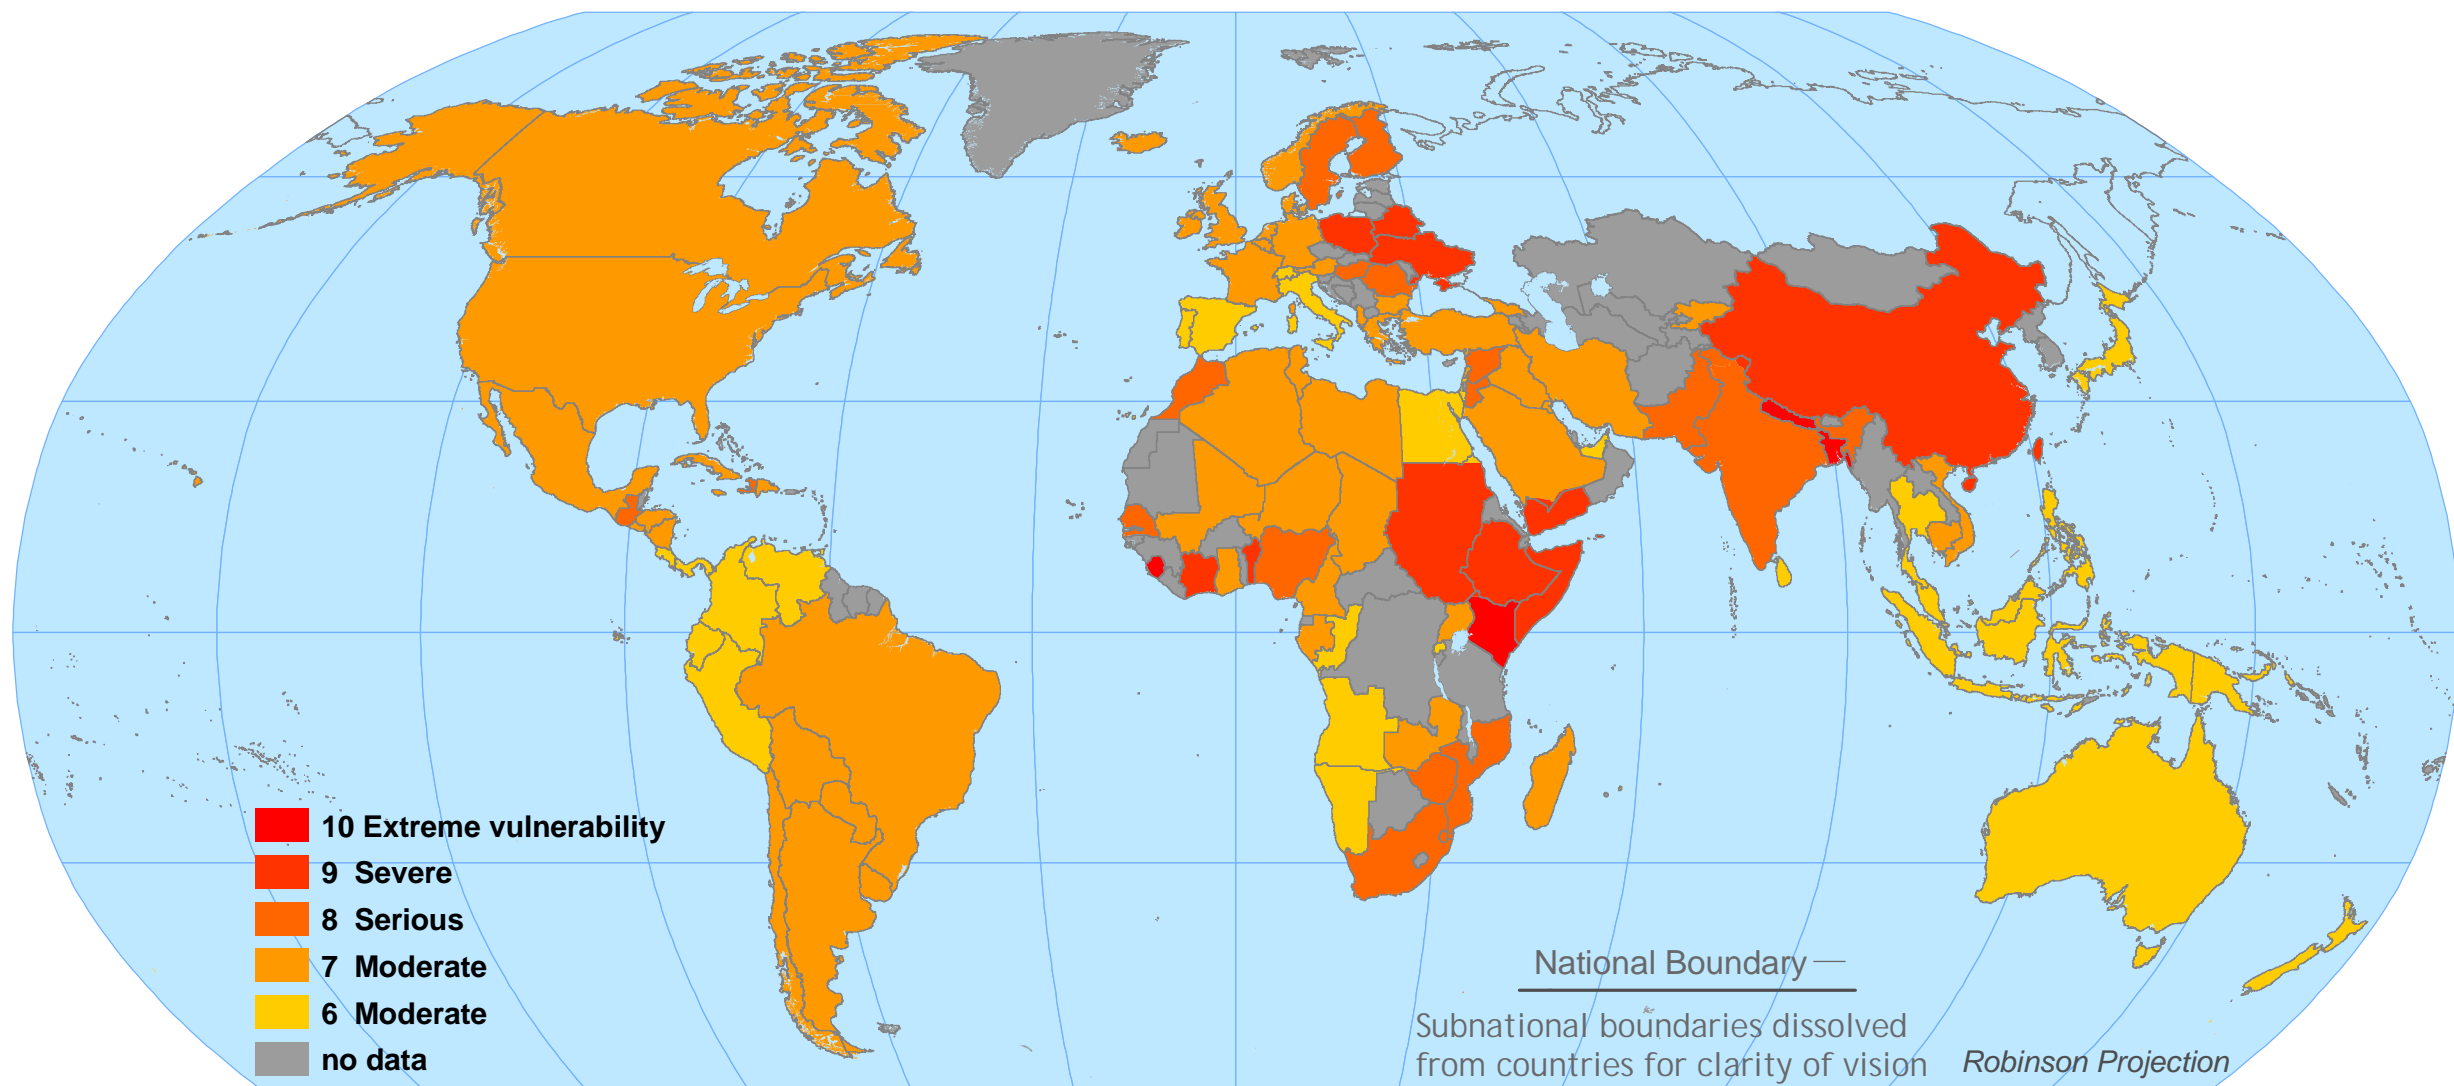 10 Extreme vulnerability
9 Severe
8 Serious
7 Moderate
6 Moderate
no data
National Boundary
Subnational boundaries dissolved
from countries for clarity of vision
Robinson Projection